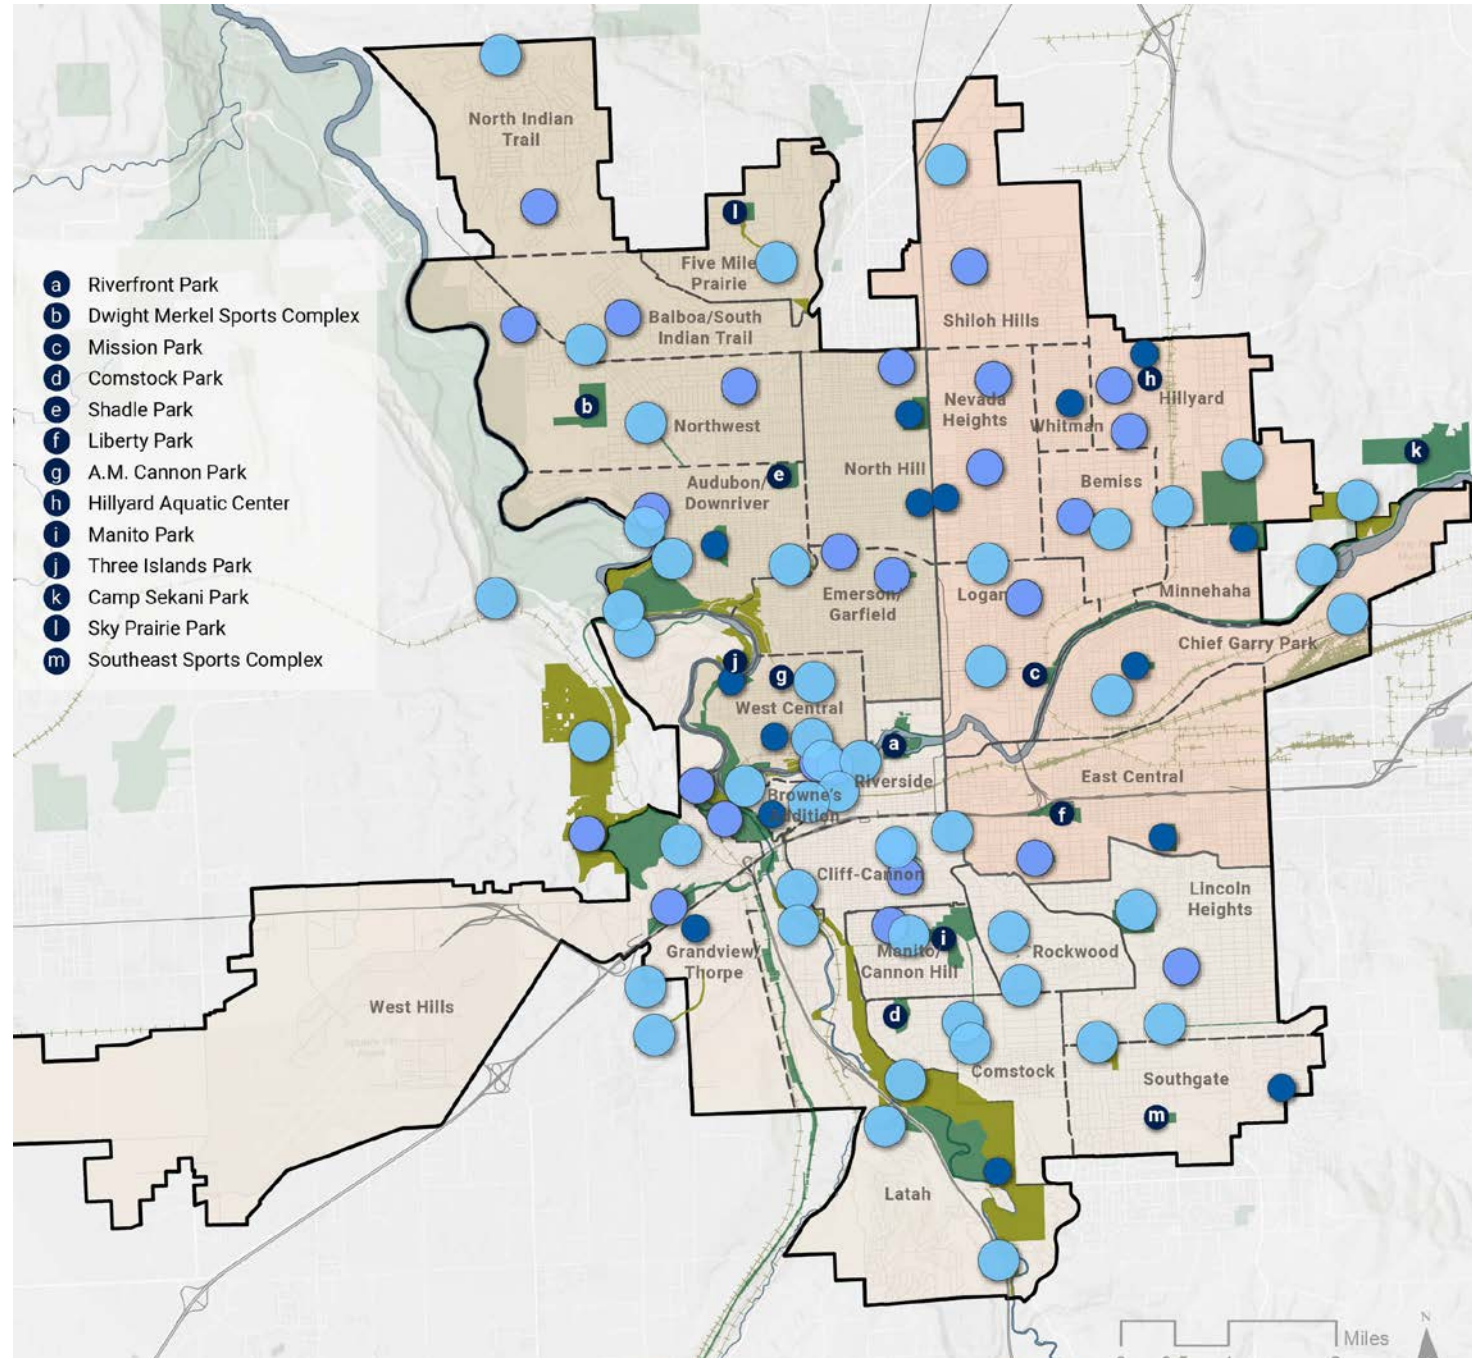 North Indian
Trail
l
Five Mile
Prairie
a Riverfront Park
b Dwight Merkel Sports Complex
c Mission Park
d Comstock Park
e Shadle Park
f Liberty Park
g A.M. Cannon Park
h Hillyard Aquatic Center
i Manito Park
j Three Islands Park
k Camp Sekani Park
l Sky Prairie Park
m Southeast Sports Complex
Balboa/South
Indian Trail
Shiloh Hills
h
Hillyard
Nevada
Heights
Whitman
b
Northwest
k
North Hill
e
Audubon/
Downriver
Bemiss
Emerson/
Garfield
Logan
Minnehaha
Chief Garry Park
j
g
c
West Central
a
Riverside
East Central
Browne's
Addition
f
Cliff-Cannon
Lincoln
Heights
i
Manito/
Cannon Hill
Rockwood
Grandview/
Thorpe
West Hills
d
Comstock
Southgate
m
Latah
N
Miles